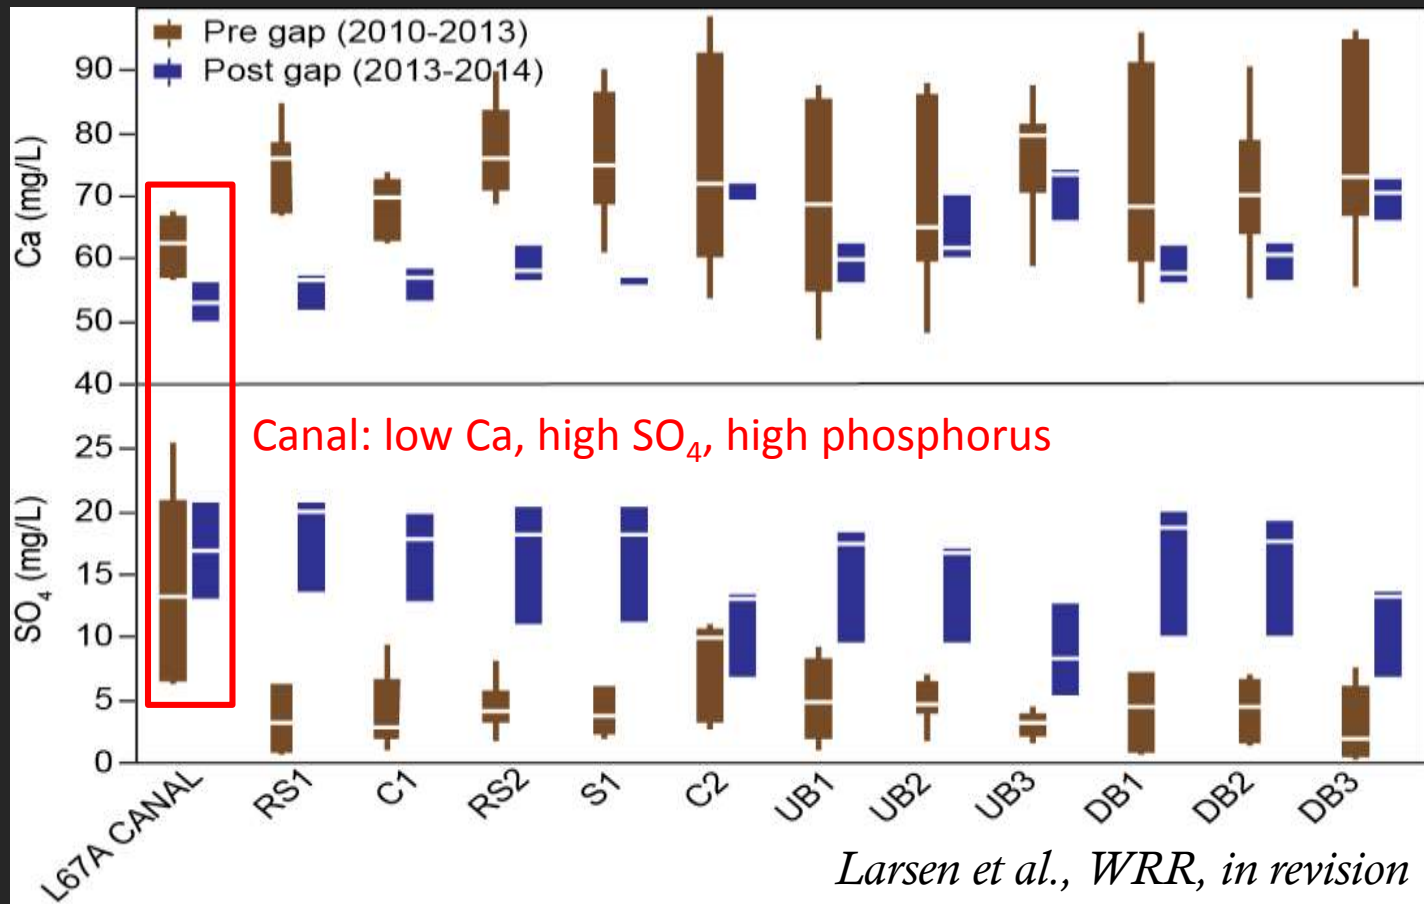 Pre gap (2010-2013)
Post gap (2013-2014)
Ca (mg/L)
90
80
70
60
50
40
Canal: low Ca, high SO₄, high phosphorus
SO₄ (mg/L)
25
20
15
10
5
0
L67A CANAL RS1 C1 RS2 S1 C2 UB1 UB2 UB3 DB1 DB2 DB3
Larsen et al., WRR, in revision